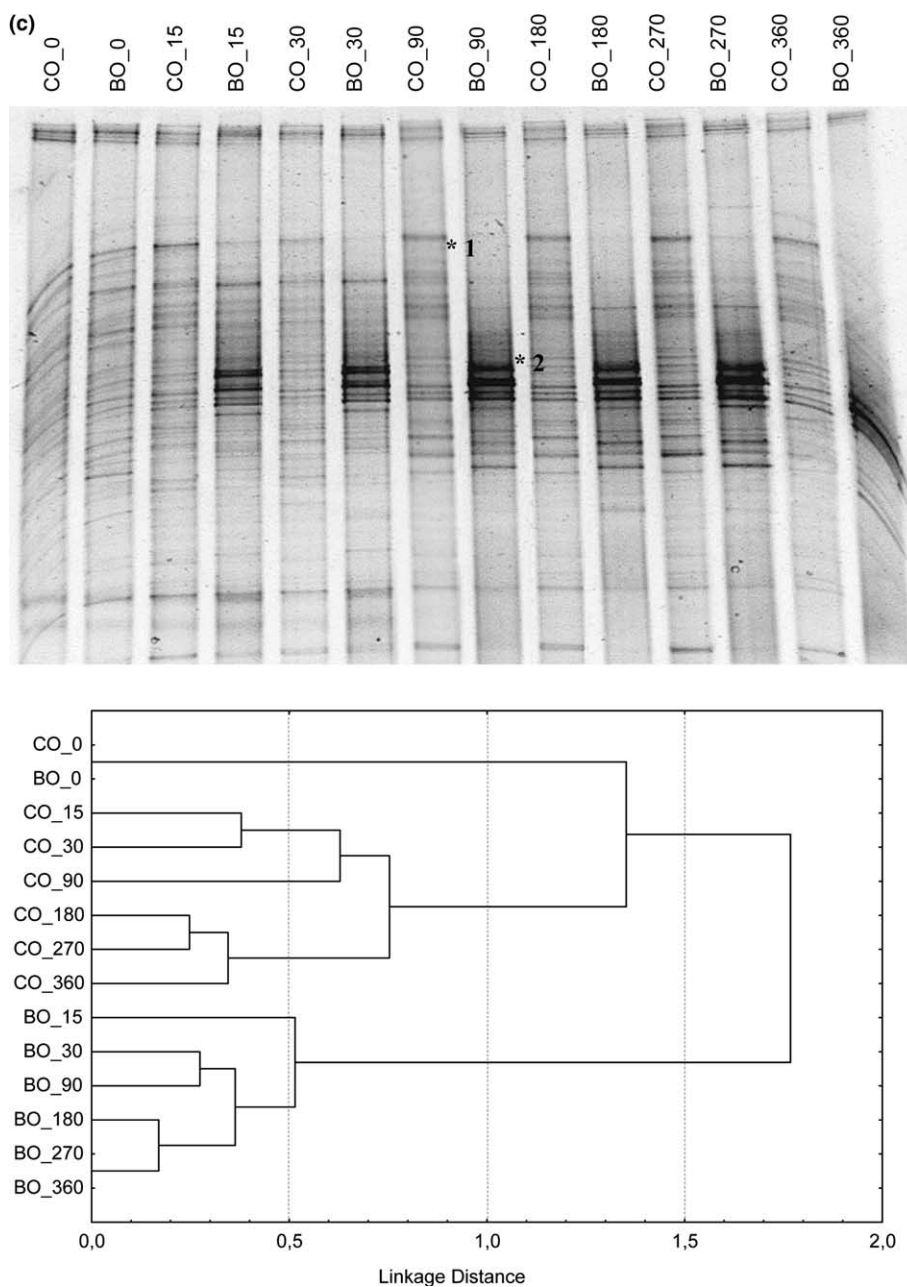 (c)
CO_0
BO_0
CO_15
BO_15
CO_30
BO_30
CO_90
BO_90
CO_180
BO_180
CO_270
BO_270
CO_360
BO_360
* 1
* 2
CO_0
BO_0
CO_15
CO_30
CO_90
CO_180
CO_270
CO_360
BO_15
BO_30
BO_90
BO_180
BO_270
BO_360
0,0 0,5 1,0 1,5 2,0
Linkage Distance